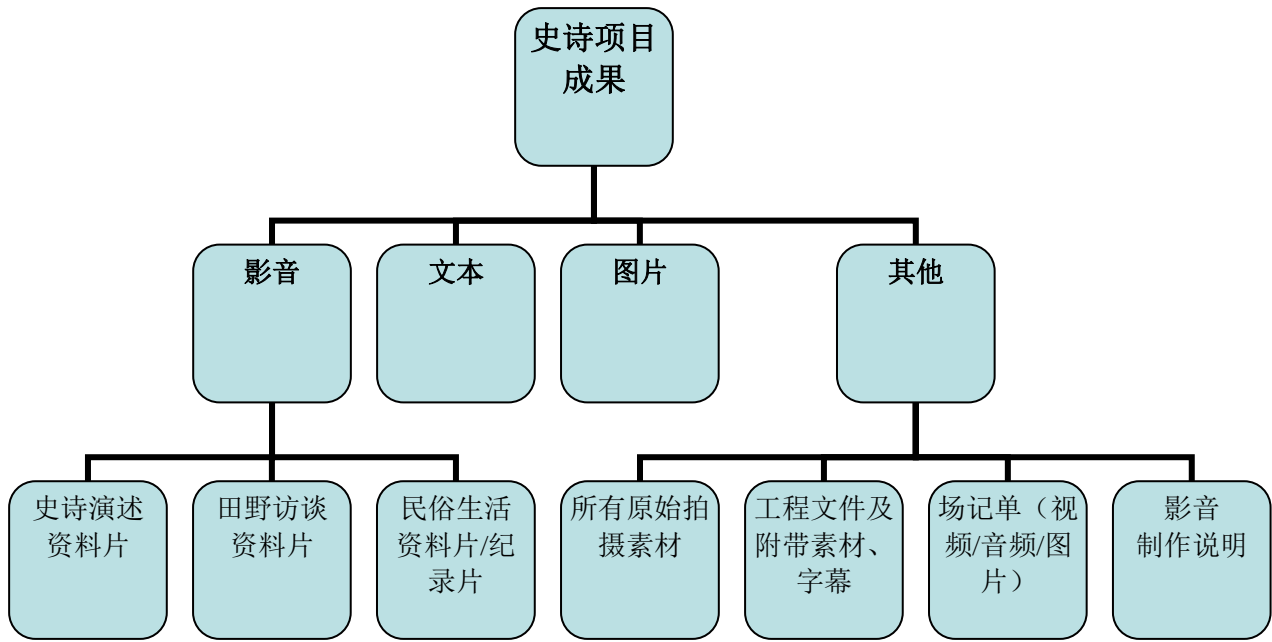 史诗项目
成果
影音
文本
图片
其他
史诗演述
资料片
田野访谈
资料片
民俗生活
资料片/纪
录片
所有原始拍
摄素材
工程文件及
附带素材、
字幕
场记单（视
频/音频/图
片）
影音
制作说明